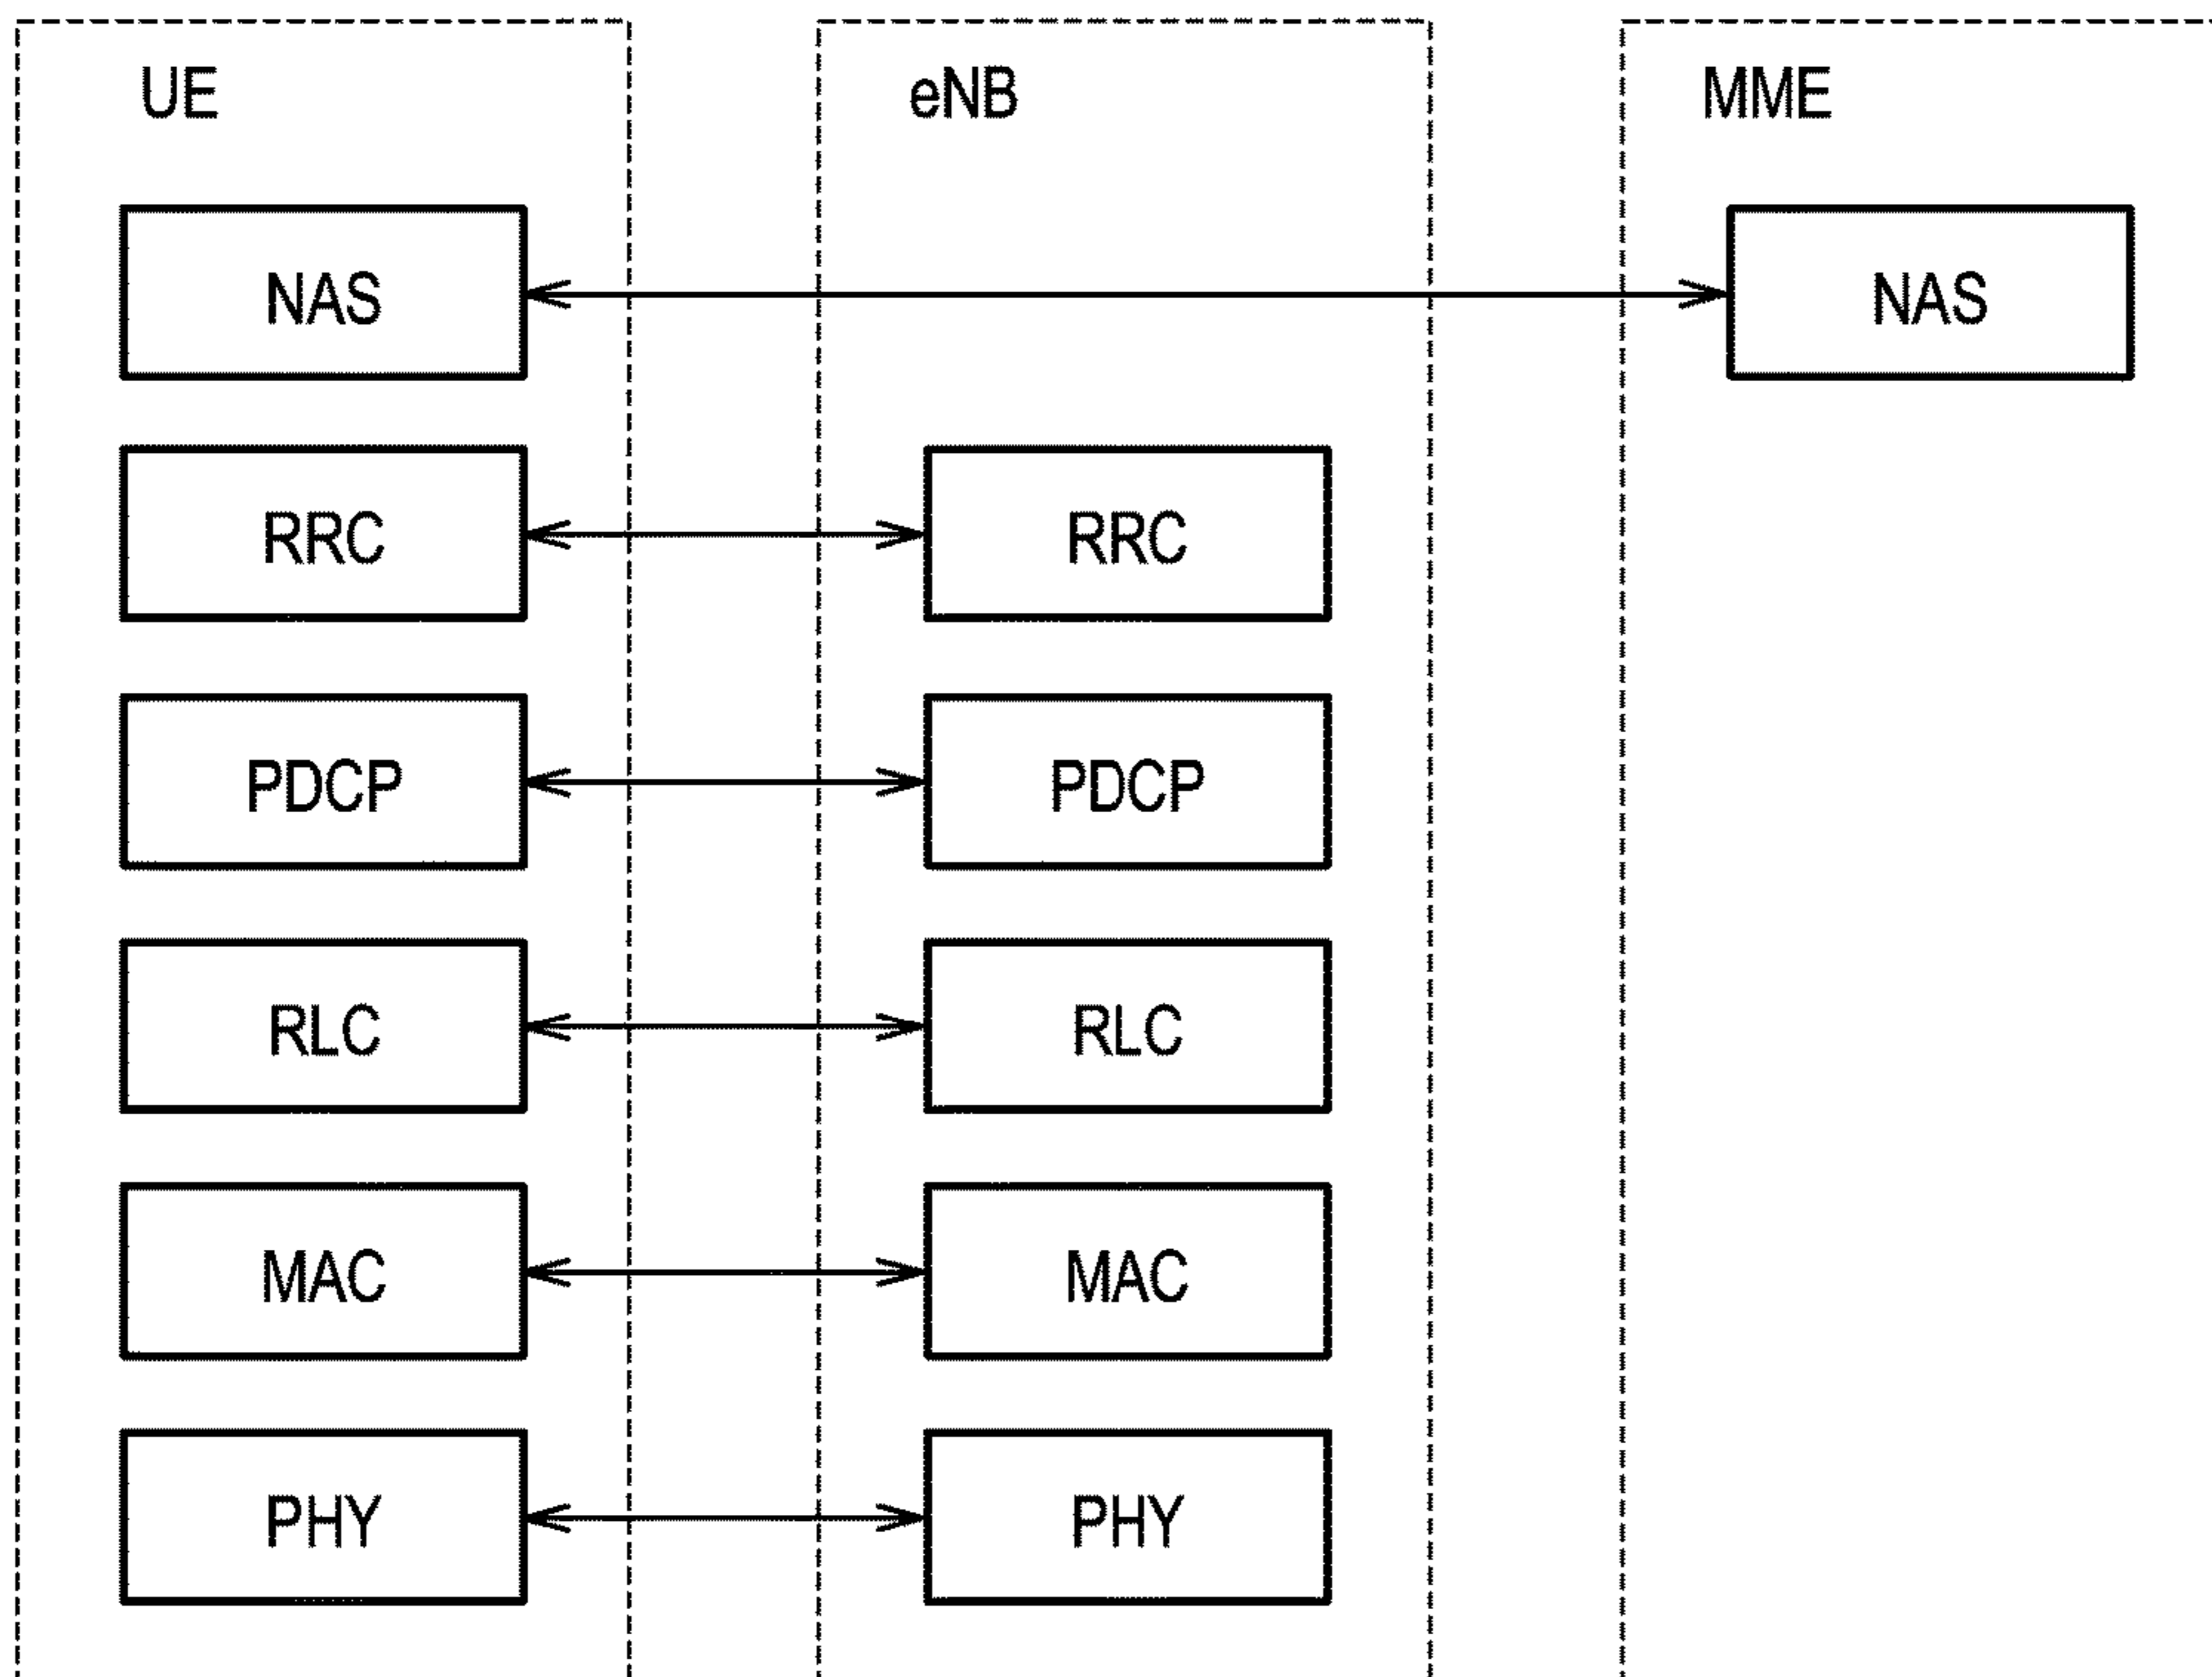 UE eNB MME
NAS NAS
RRC RRC
PDCP PDCP
RLC RLC
MAC MAC
PHY PHY